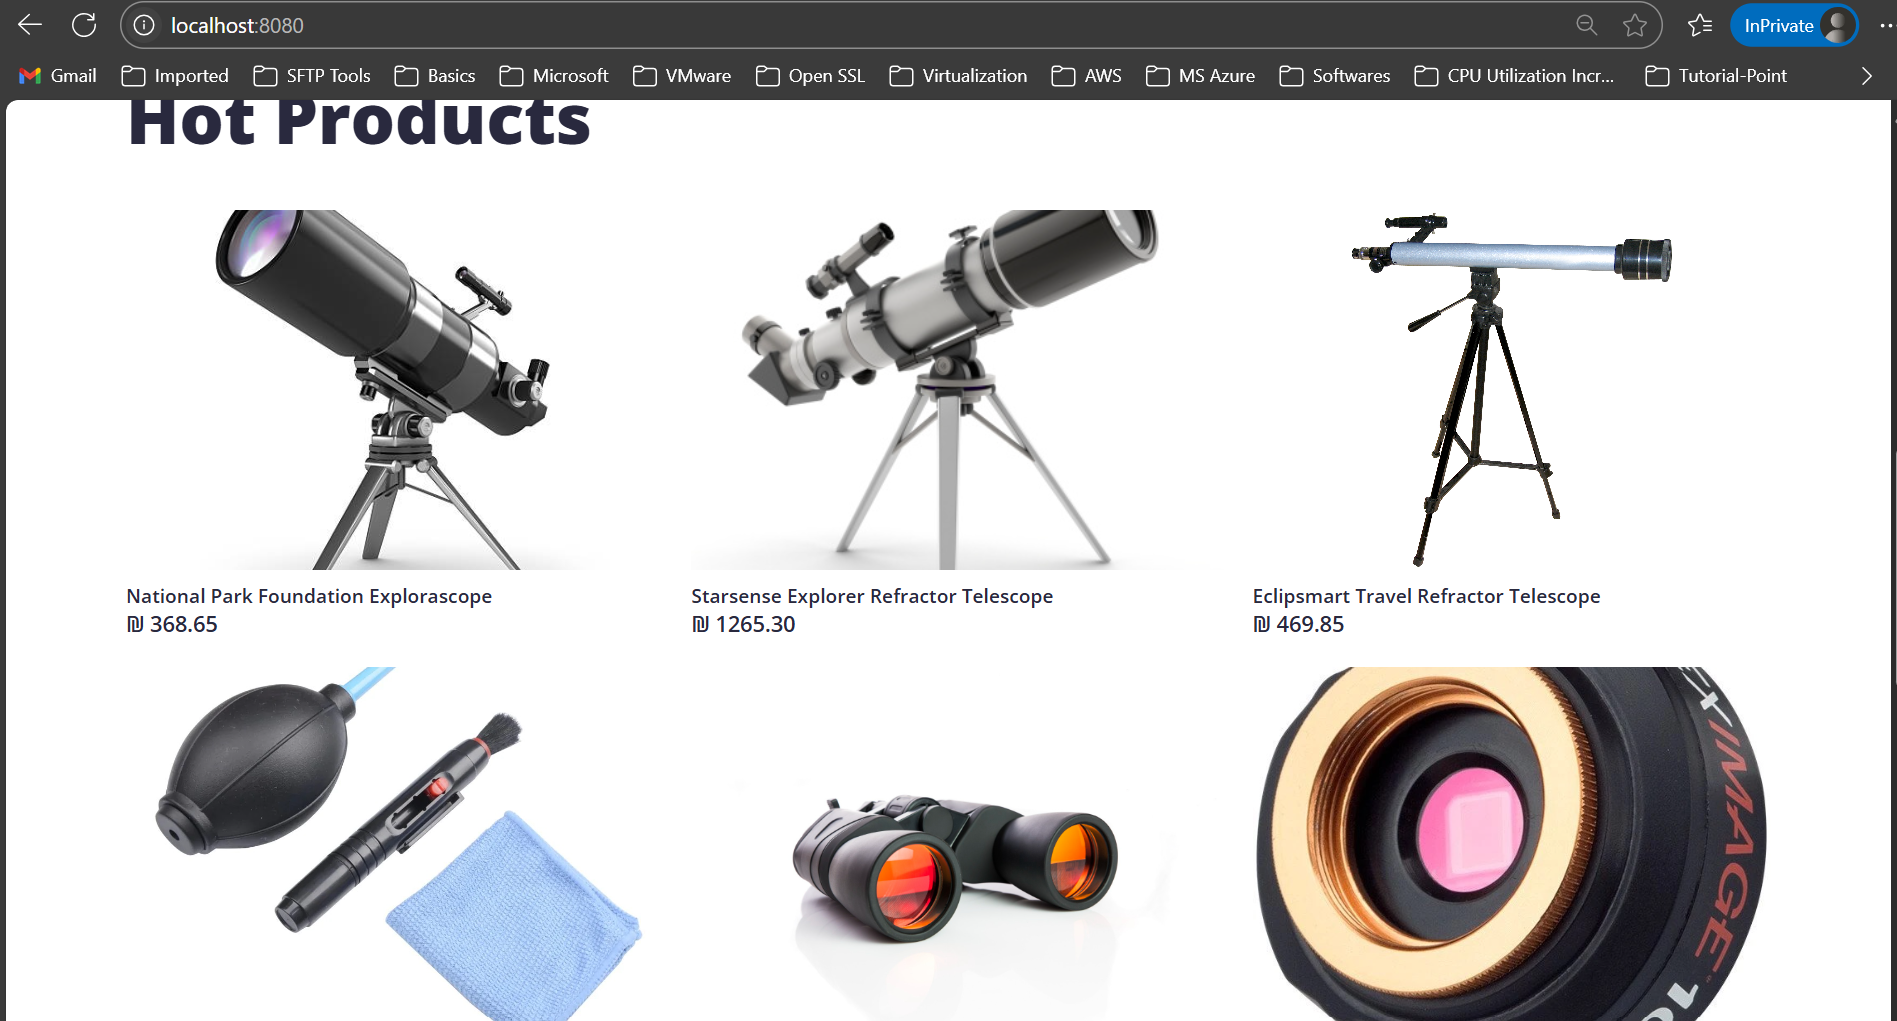 localhost:8080
InPrivate
Gmail Imported SFTP Tools Basics Microsoft VMware Open SSL Virtualization AWS MS Azure Softwares CPU Utilization Incr... Tutorial-Point
Hot Products
National Park Foundation Explorascope
₪ 368.65
Starsense Explorer Refractor Telescope
₪ 1265.30
Eclipsmart Travel Refractor Telescope
₪ 469.85
IMAGE